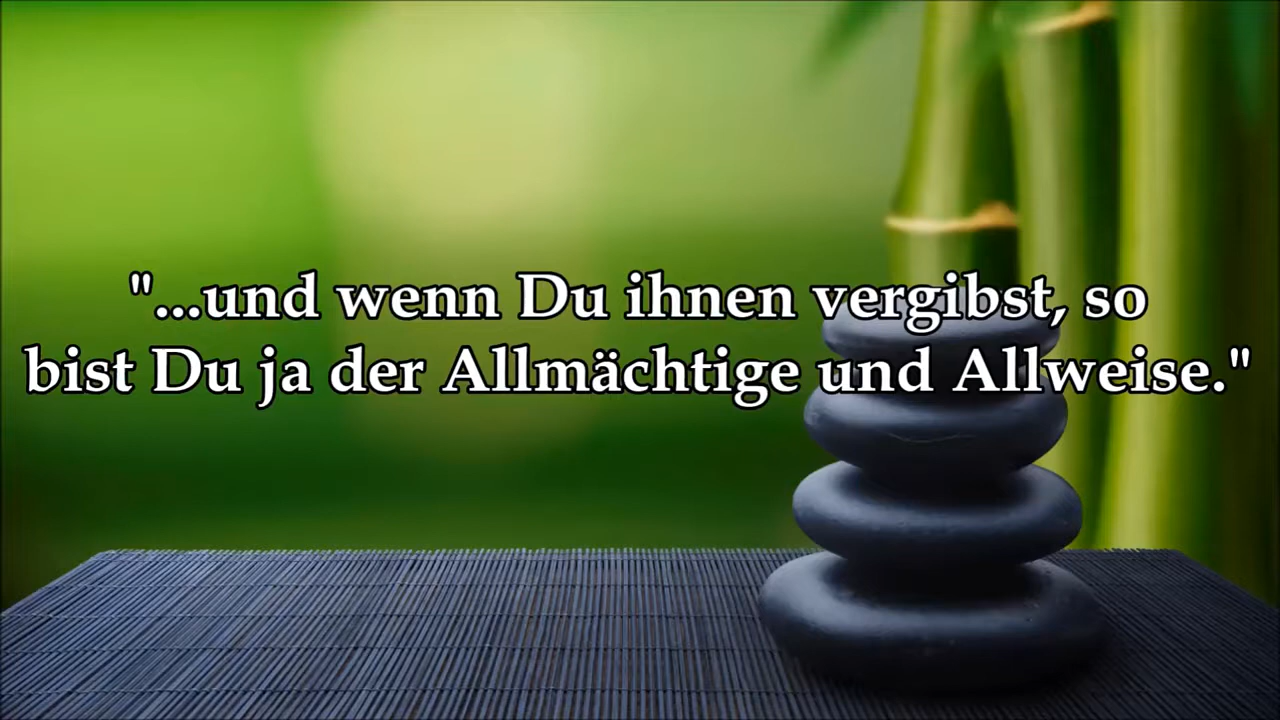 "...und wenn Du ihnen vergibst, so
bist Du ja der Allmächtige und Allweise."